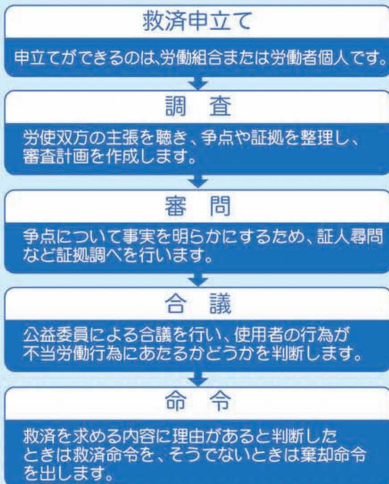 救済申立て
申立てができるのは、労働組合または労働者個人です。
調　査
労使双方の主張を聴き、争点や証拠を整理し、
審査計画を作成します。
審　問
争点について事実を明らかにするため、証人尋問
など証拠調べを行います。
合　議
公益委員による合議を行い、使用者の行為が
不当労働行為にあたるかどうかを判断します。
命　令
救済を求める内容に理由があると判断した
ときは救済命令を、そうでないときは棄却命令
を出します。